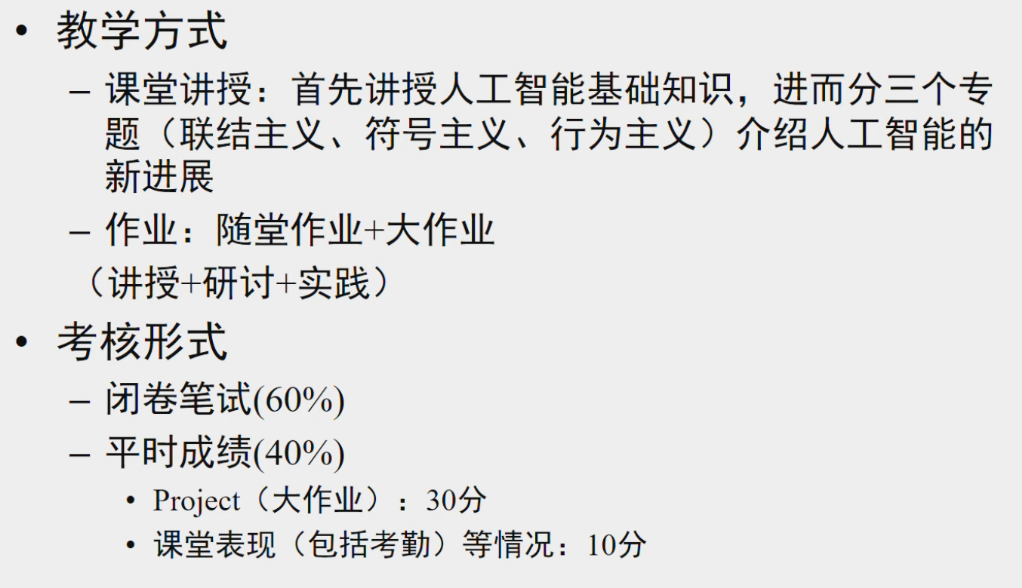 • 教学方式
– 课堂讲授：首先讲授人工智能基础知识，进而分三个专
题（联结主义、符号主义、行为主义）介绍人工智能的
新进展
– 作业：随堂作业+大作业
（讲授+研讨+实践）
• 考核形式
– 闭卷笔试(60%)
– 平时成绩(40%)
• Project（大作业）：30分
• 课堂表现（包括考勤）等情况：10分